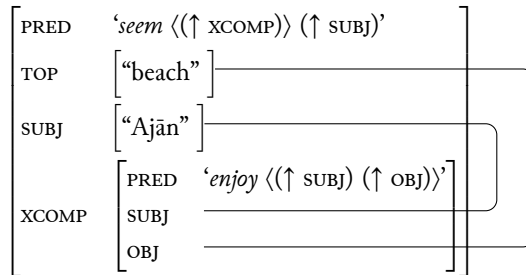 PRED ‘seem ⟨(↑ XCOMP)⟩ (↑ SUBJ)’
TOP [“beach”]
SUBJ [“Ajān”]
PRED ‘enjoy ⟨(↑ SUBJ) (↑ OBJ)⟩’
XCOMP SUBJ
OBJ